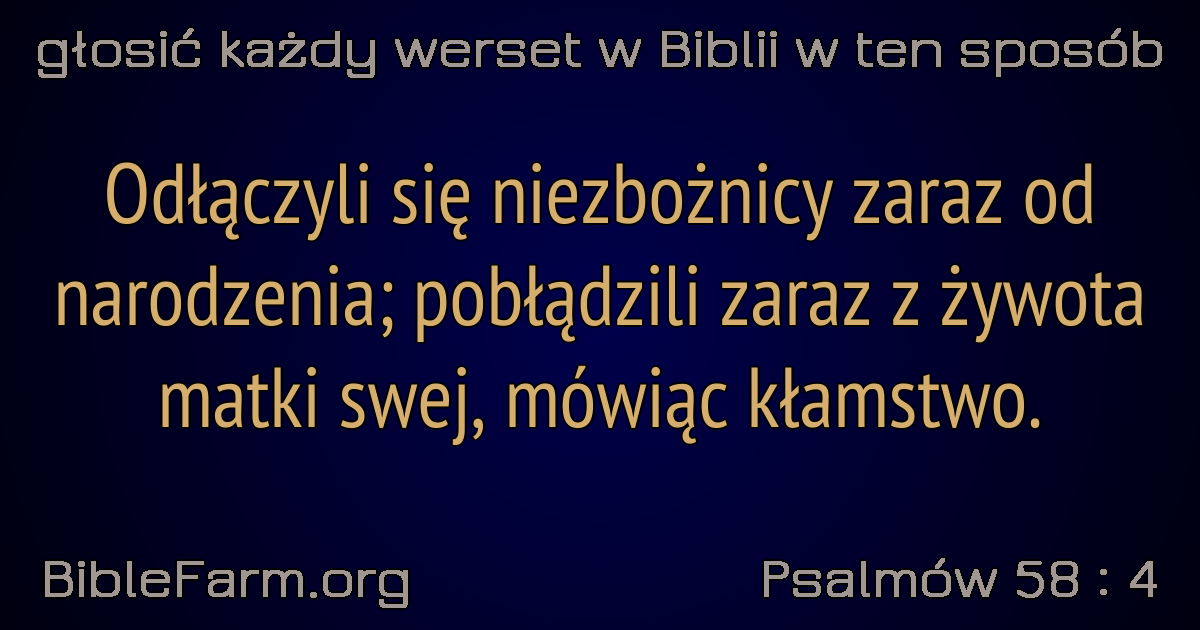 głosić każdy werset w Biblii w ten sposób
Odłączyli się niezbożnicy zaraz od
narodzenia; pobłądzili zaraz z żywota
matki swej, mówiąc kłamstwo.
BibleFarm.org
Psalmów 58 : 4